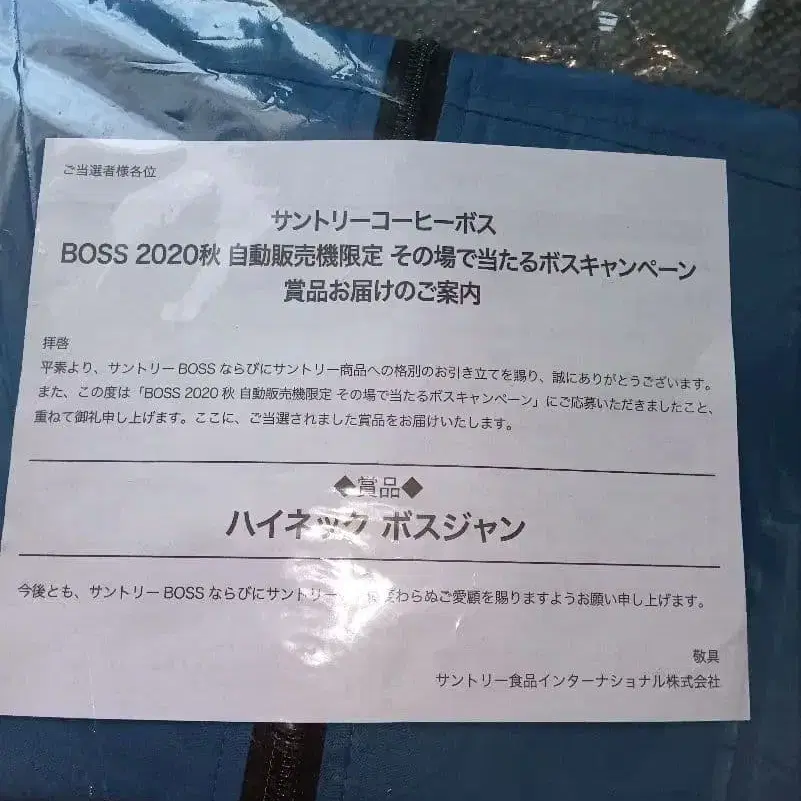 ご当選者様各位
サントリーコーヒーボス
BOSS 2020秋 自動販売機限定 その場で当たるボスキャンペーン
賞品お届けのご案内
拝啓
平素より、サントリー BOSS ならびにサントリー商品への格別のお引き立てを賜り、誠にありがとうございます。
また、この度は「BOSS 2020 秋 自動販売機限定 その場で当たるボスキャンペーン」にご応募いただきましたこと、
重ねて御礼申し上げます。ここに、ご当選されました賞品をお届けいたします。
◆賞品◆
ハイネック ボスジャン
今後とも、サントリー BOSS ならびにサントリー 変わらぬご愛顧を賜りますようお願い申し上げます。
敬具
サントリー食品インターナショナル株式会社